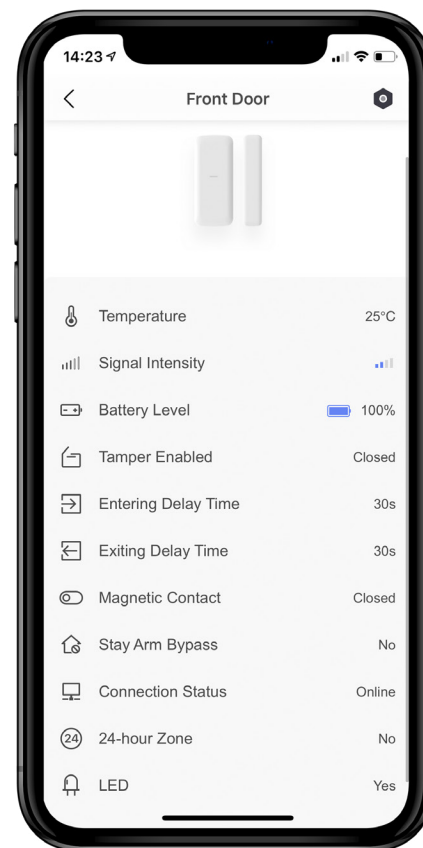 14:23
Front Door
Temperature 25°C
Signal Intensity
Battery Level 100%
Tamper Enabled Closed
Entering Delay Time 30s
Exiting Delay Time 30s
Magnetic Contact Closed
Stay Arm Bypass No
Connection Status Online
24 24-hour Zone No
LED Yes